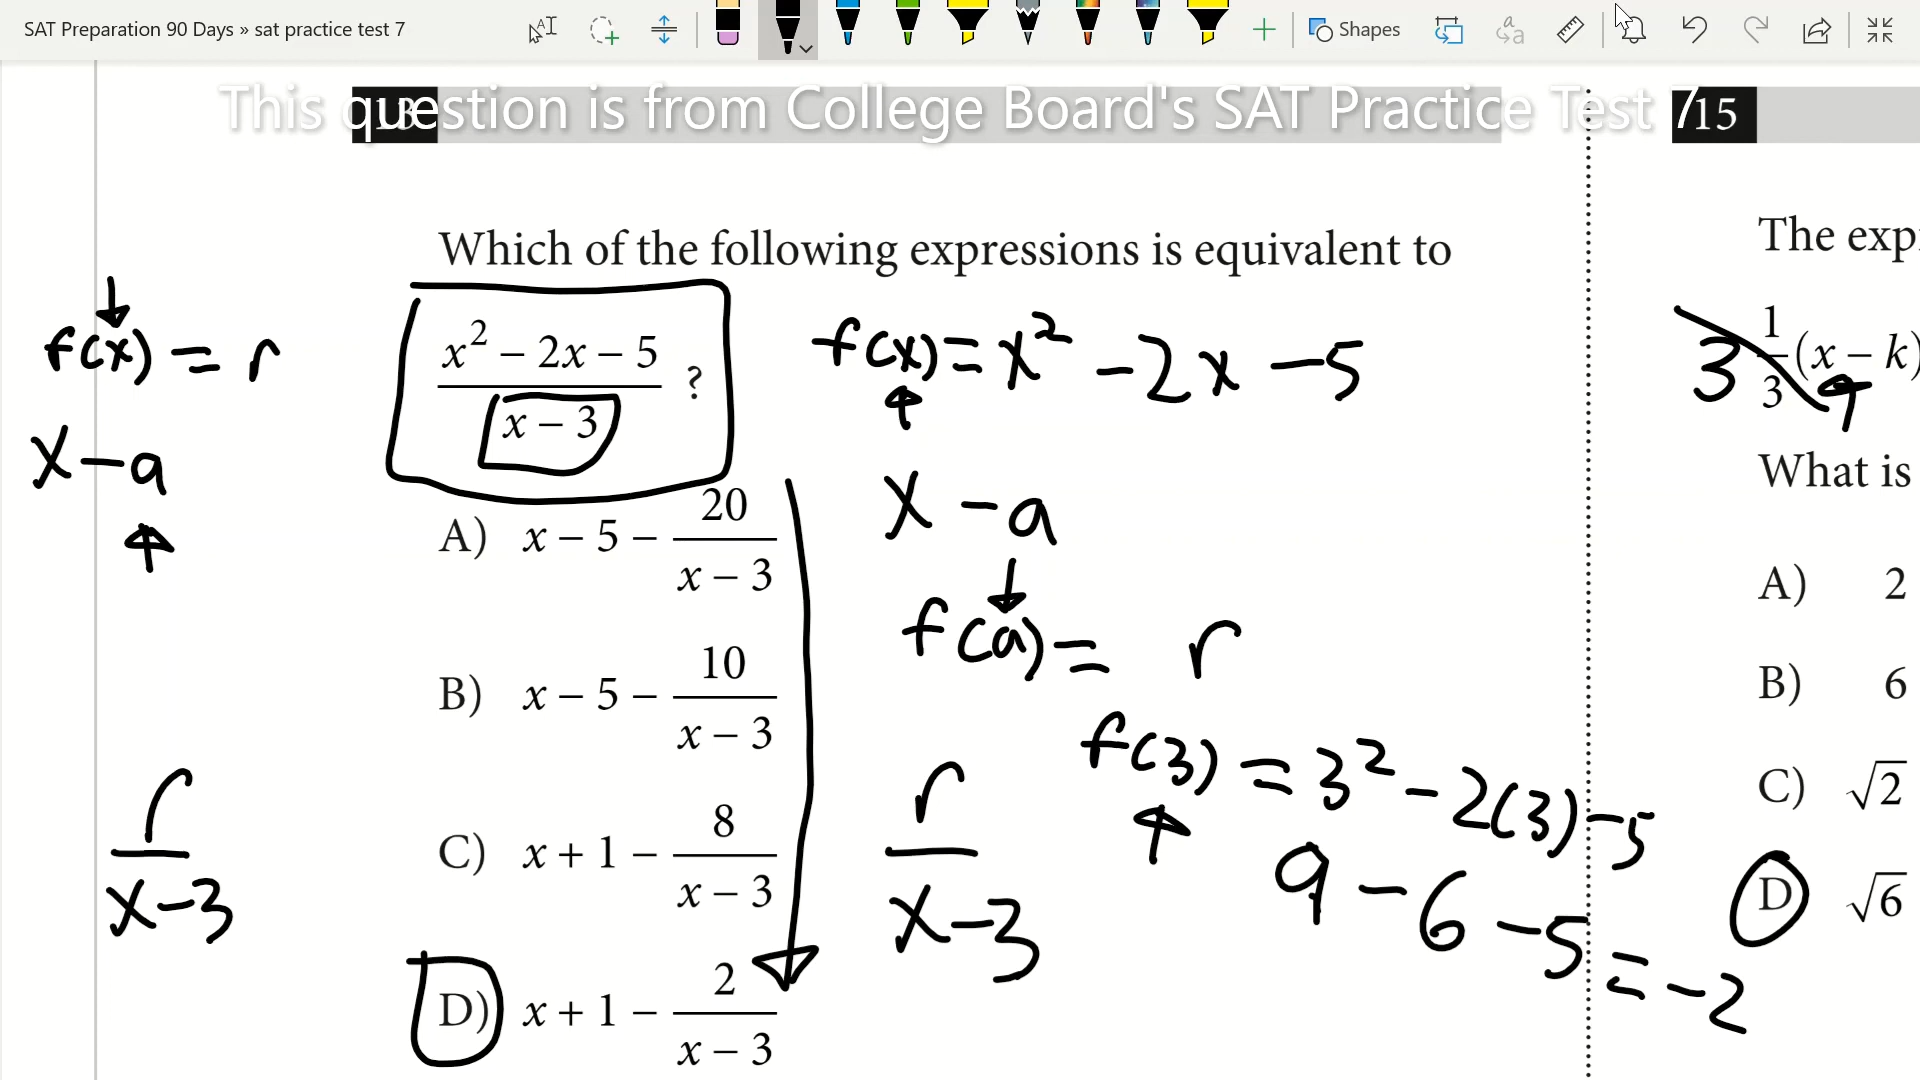 SAT Preparation 90 Days » sat practice test 7
Shapes
This question is from College Board's SAT Practice Test 7
13
Which of the following expressions is equivalent to
x² − 2x − 5
x − 3
?
A) x − 5 − 20
x − 3
B) x − 5 − 10
x − 3
C) x + 1 − 8
x − 3
D) x + 1 − 2
x − 3
f(x) = r
x − a
r
x − 3
f(x) = x² − 2x − 5
x − a
f(a) = r
r
x − 3
f(3) = 3² − 2(3) − 5
9 − 6 − 5 = −2
15
The exp
3 1
3
(x − k)
What is
A) 2
B) 6
C) √2
D √6